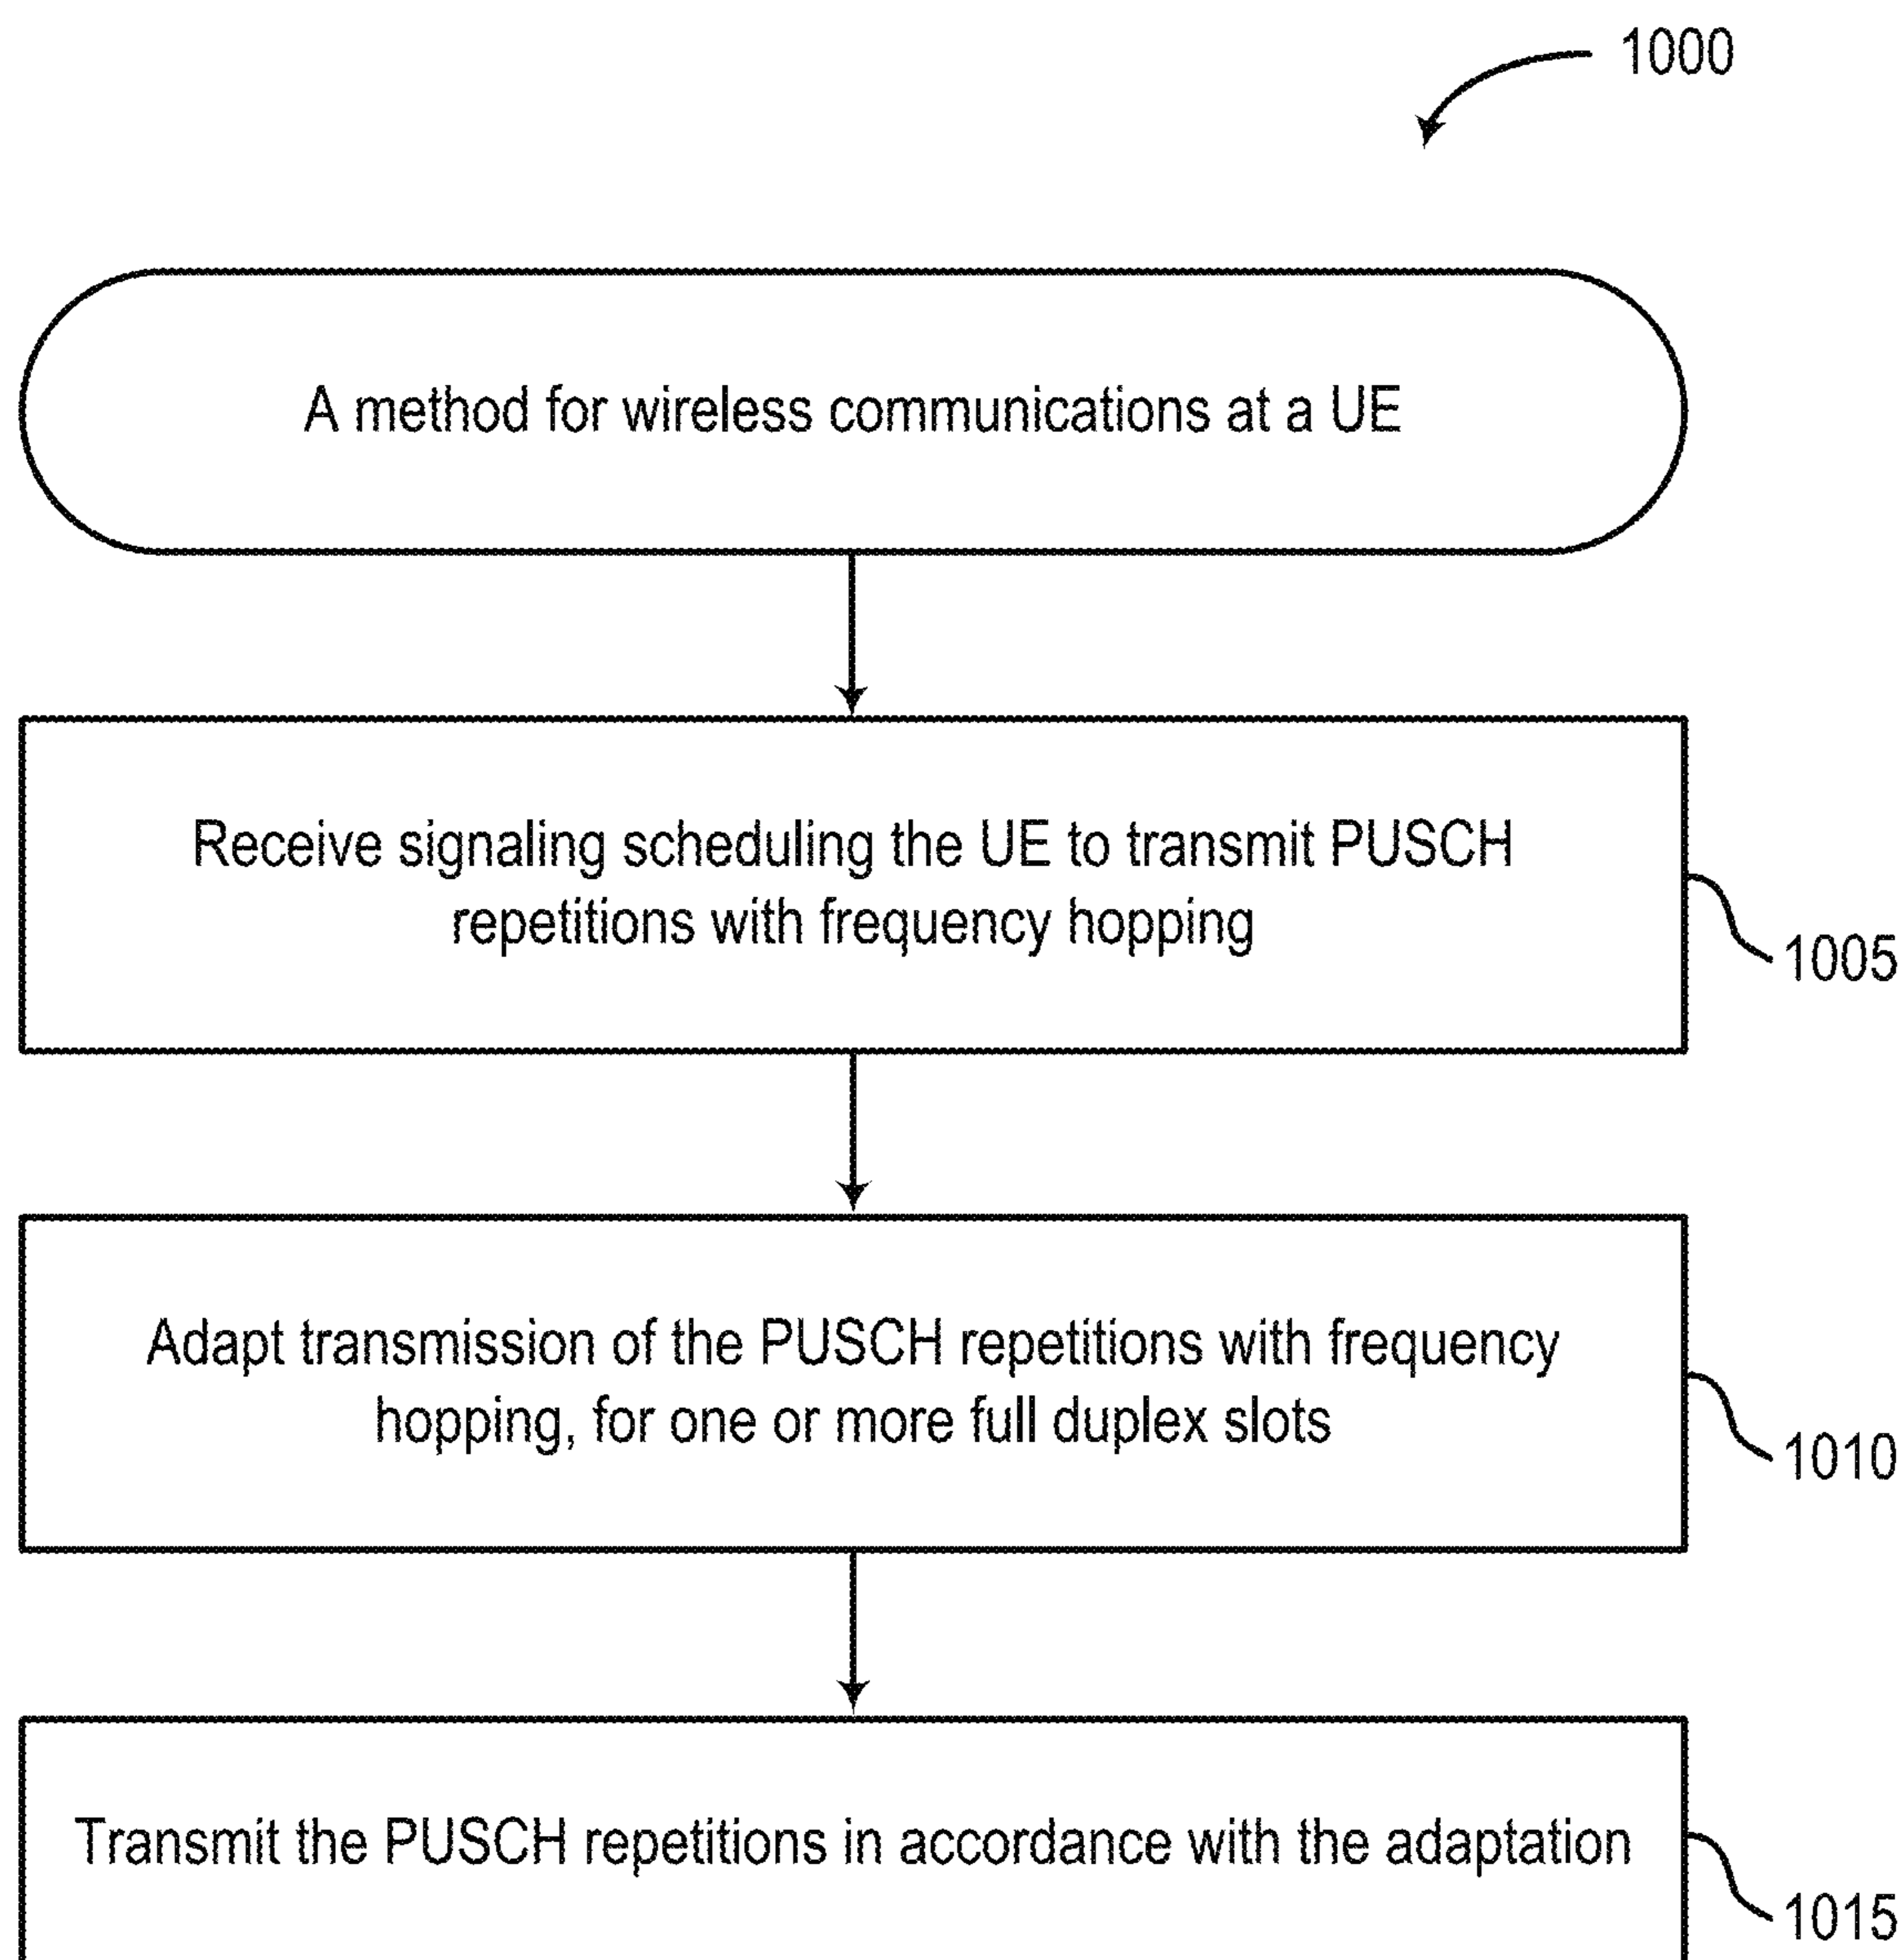 1000
A method for wireless communications at a UE
Receive signaling scheduling the UE to transmit PUSCH
repetitions with frequency hopping
1005
Adapt transmission of the PUSCH repetitions with frequency
hopping, for one or more full duplex slots
1010
Transmit the PUSCH repetitions in accordance with the adaptation
1015